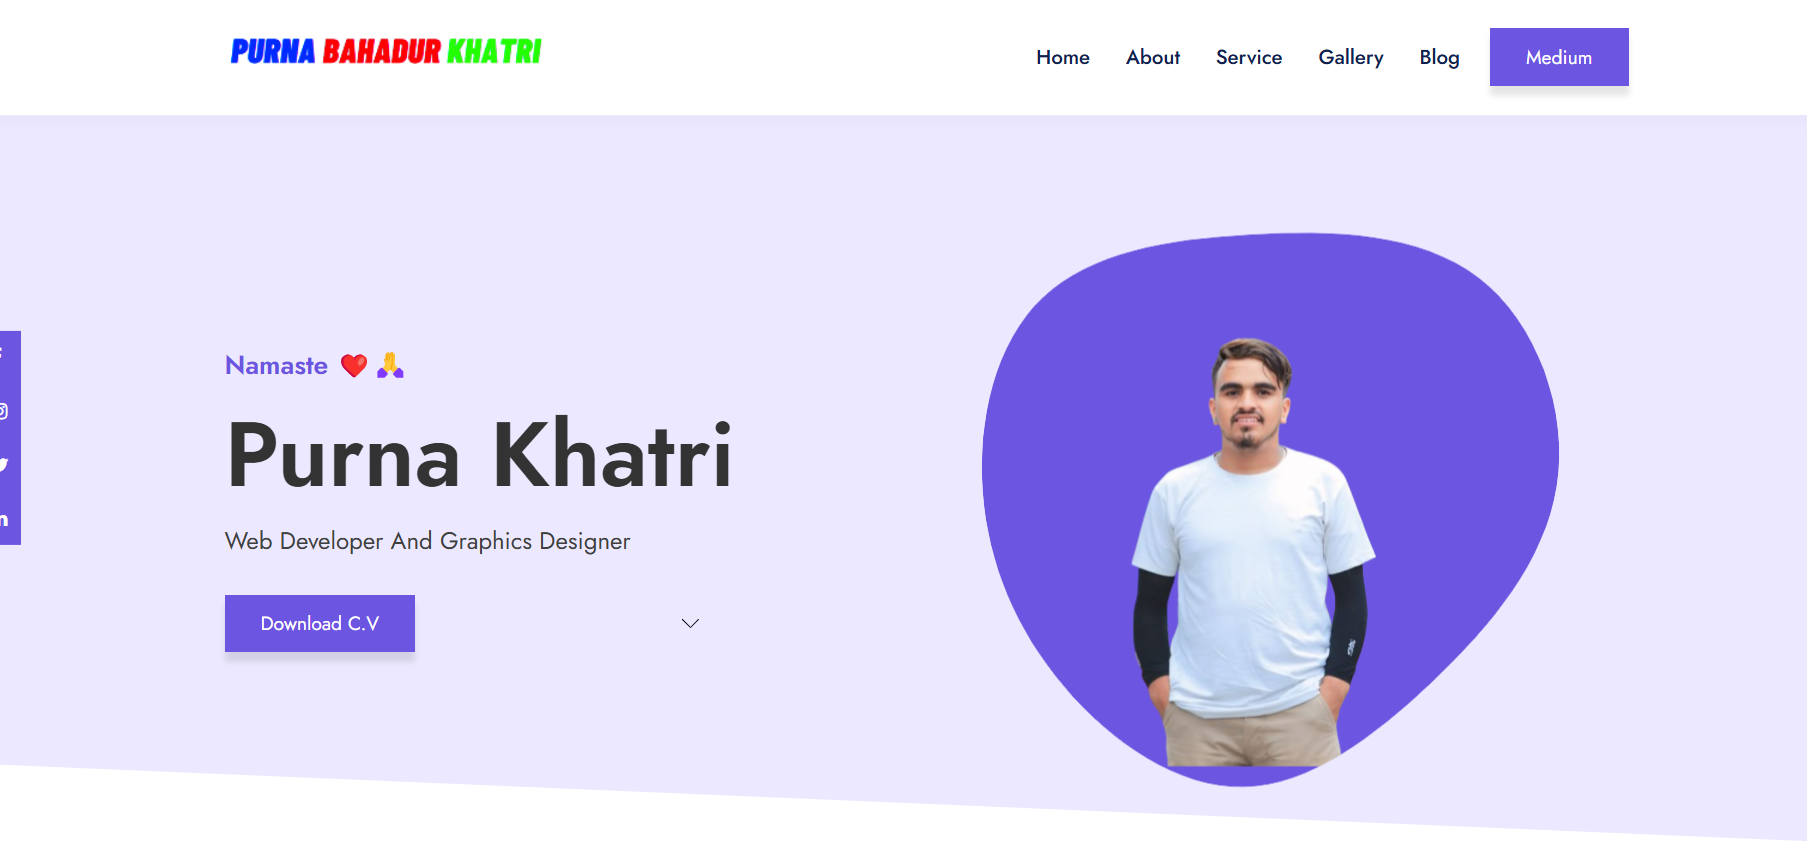 PURNA BAHADUR KHATRI
Home About Service Gallery Blog Medium
Namaste ❤️🙏
Purna Khatri
Web Developer And Graphics Designer
Download C.V